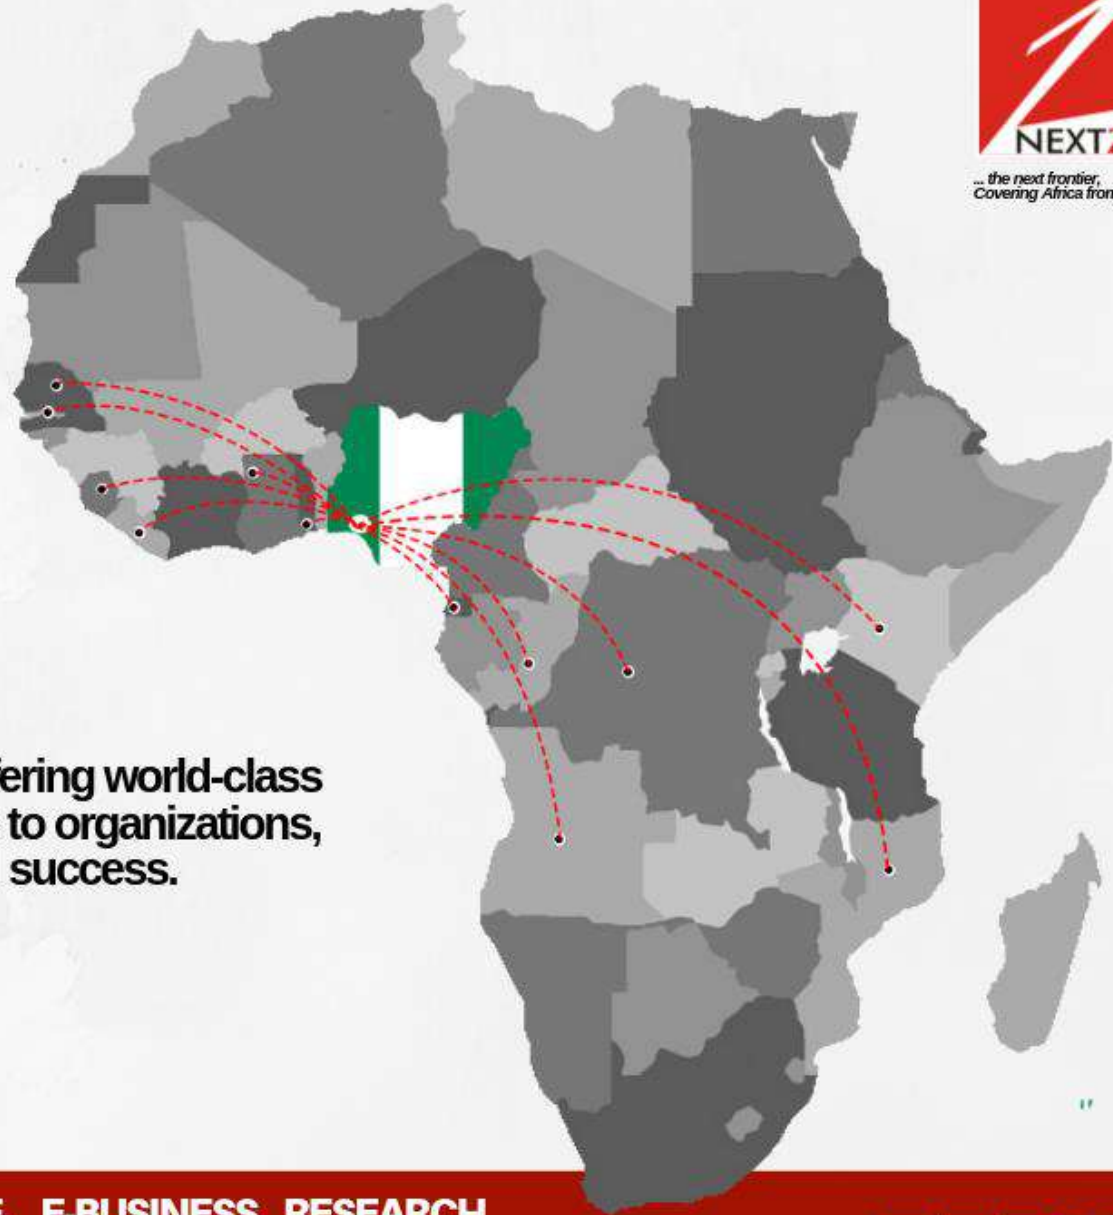 NEXT
... the next frontier,
Covering Africa from
fering world-class
to organizations,
success.
E-BUSINESS RESEARCH